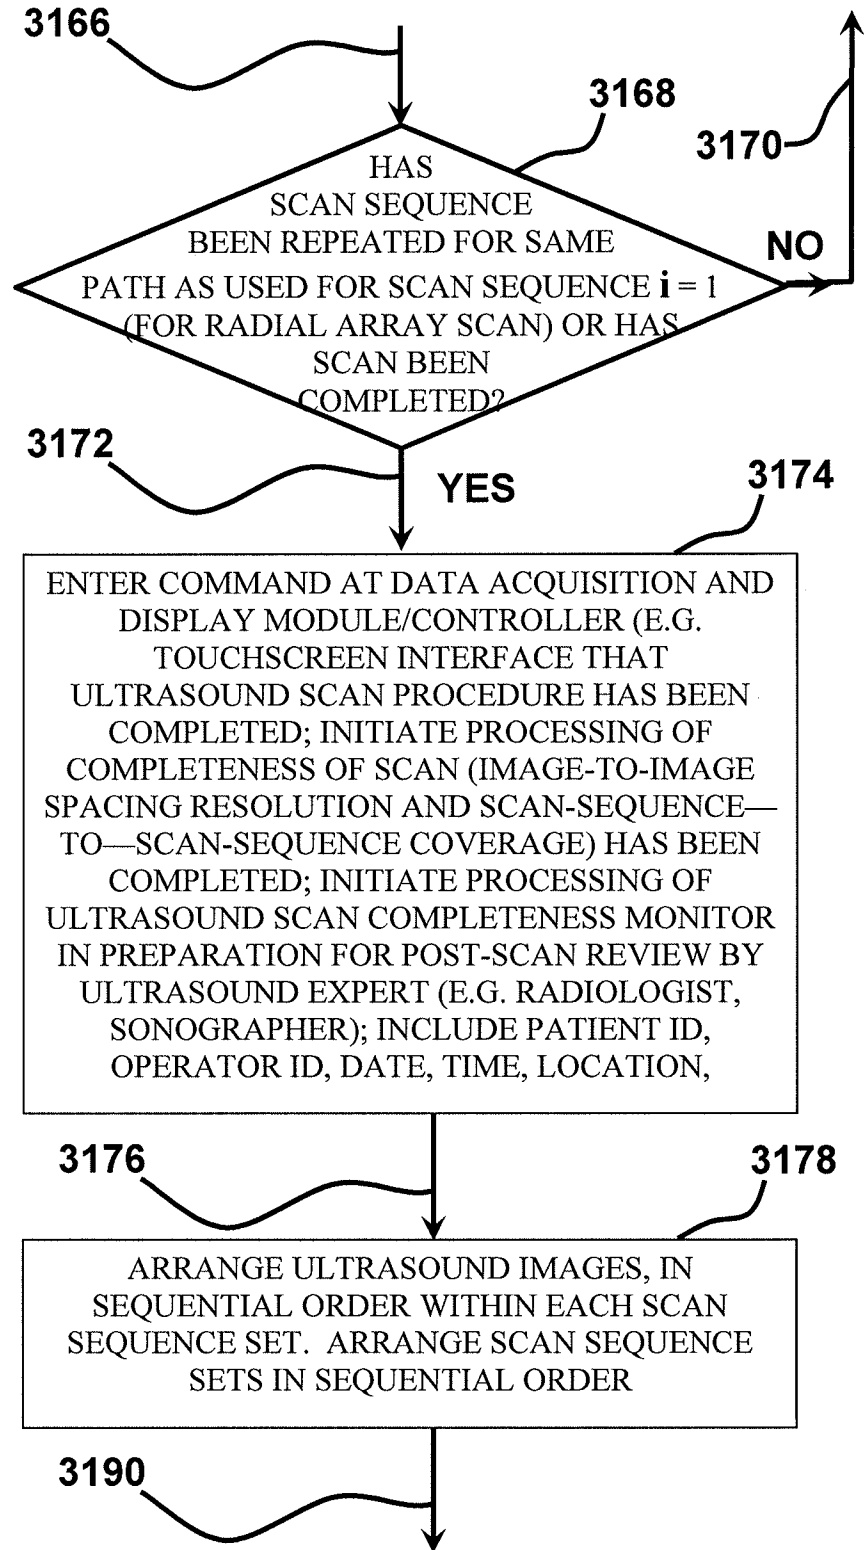 3166
3168
3170
HAS
SCAN SEQUENCE
BEEN REPEATED FOR SAME
NO
PATH AS USED FOR SCAN SEQUENCE i = 1
(FOR RADIAL ARRAY SCAN) OR HAS
SCAN BEEN
COMPLETED?
3172
YES
3174
ENTER COMMAND AT DATA ACQUISITION AND
DISPLAY MODULE/CONTROLLER (E.G.
TOUCHSCREEN INTERFACE THAT
ULTRASOUND SCAN PROCEDURE HAS BEEN
COMPLETED; INITIATE PROCESSING OF
COMPLETENESS OF SCAN (IMAGE-TO-IMAGE
SPACING RESOLUTION AND SCAN-SEQUENCE—
TO—SCAN-SEQUENCE COVERAGE) HAS BEEN
COMPLETED; INITIATE PROCESSING OF
ULTRASOUND SCAN COMPLETENESS MONITOR
IN PREPARATION FOR POST-SCAN REVIEW BY
ULTRASOUND EXPERT (E.G. RADIOLOGIST,
SONOGRAPHER); INCLUDE PATIENT ID,
OPERATOR ID, DATE, TIME, LOCATION,
3176
3178
ARRANGE ULTRASOUND IMAGES, IN
SEQUENTIAL ORDER WITHIN EACH SCAN
SEQUENCE SET. ARRANGE SCAN SEQUENCE
SETS IN SEQUENTIAL ORDER
3190